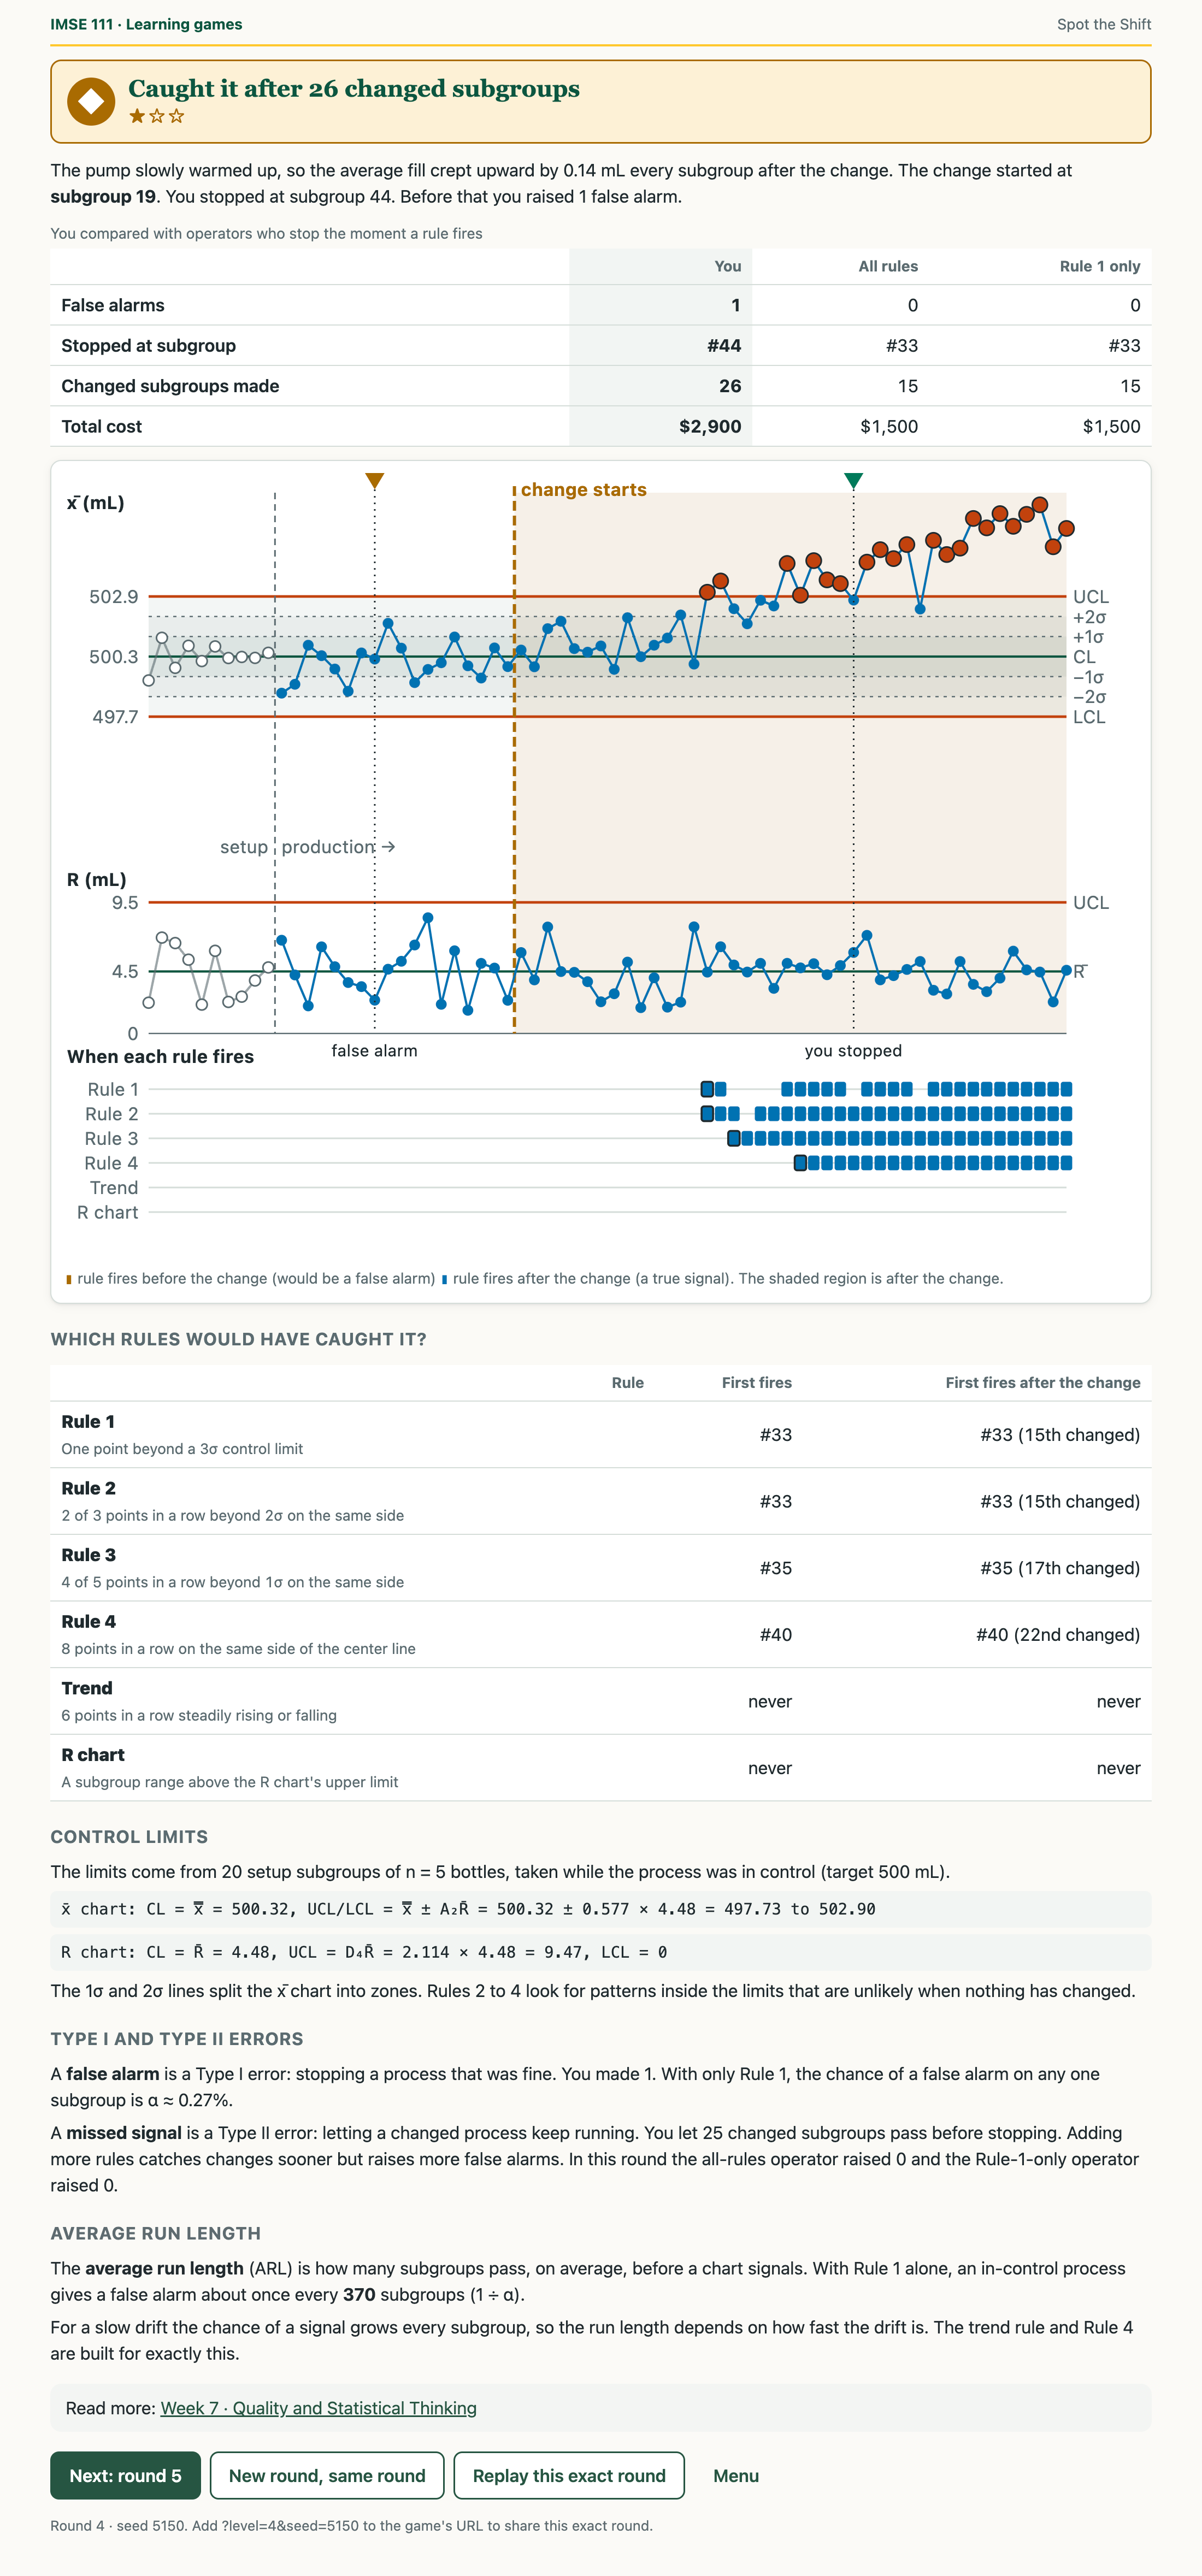 IMSE 111 · Learning games
Spot the Shift
Caught it after 26 changed subgroups
The pump slowly warmed up, so the average fill crept upward by 0.14 mL every subgroup after the change. The change started at
subgroup 19. You stopped at subgroup 44. Before that you raised 1 false alarm.
You compared with operators who stop the moment a rule fires
You All rules Rule 1 only
False alarms 1 0 0
Stopped at subgroup #44 #33 #33
Changed subgroups made 26 15 15
Total cost $2,900 $1,500 $1,500
x̄ (mL)
change starts
502.9 UCL
+2σ
+1σ
500.3 CL
−1σ
−2σ
497.7 LCL
setup production →
R (mL)
9.5 UCL
4.5 R̄
0
false alarm you stopped
When each rule fires
Rule 1
Rule 2
Rule 3
Rule 4
Trend
R chart
rule fires before the change (would be a false alarm) rule fires after the change (a true signal). The shaded region is after the change.
WHICH RULES WOULD HAVE CAUGHT IT?
Rule First fires First fires after the change
Rule 1
One point beyond a 3σ control limit
#33 #33 (15th changed)
Rule 2
2 of 3 points in a row beyond 2σ on the same side
#33 #33 (15th changed)
Rule 3
4 of 5 points in a row beyond 1σ on the same side
#35 #35 (17th changed)
Rule 4
8 points in a row on the same side of the center line
#40 #40 (22nd changed)
Trend
6 points in a row steadily rising or falling
never never
R chart
A subgroup range above the R chart's upper limit
never never
CONTROL LIMITS
The limits come from 20 setup subgroups of n = 5 bottles, taken while the process was in control (target 500 mL).
x̄ chart: CL = x̿ = 500.32, UCL/LCL = x̿ ± A₂R̄ = 500.32 ± 0.577 × 4.48 = 497.73 to 502.90
R chart: CL = R̄ = 4.48, UCL = D₄R̄ = 2.114 × 4.48 = 9.47, LCL = 0
The 1σ and 2σ lines split the x̄ chart into zones. Rules 2 to 4 look for patterns inside the limits that are unlikely when nothing has changed.
TYPE I AND TYPE II ERRORS
A false alarm is a Type I error: stopping a process that was fine. You made 1. With only Rule 1, the chance of a false alarm on any one
subgroup is α ≈ 0.27%.
A missed signal is a Type II error: letting a changed process keep running. You let 25 changed subgroups pass before stopping. Adding
more rules catches changes sooner but raises more false alarms. In this round the all-rules operator raised 0 and the Rule-1-only operator
raised 0.
AVERAGE RUN LENGTH
The average run length (ARL) is how many subgroups pass, on average, before a chart signals. With Rule 1 alone, an in-control process
gives a false alarm about once every 370 subgroups (1 ÷ α).
For a slow drift the chance of a signal grows every subgroup, so the run length depends on how fast the drift is. The trend rule and Rule 4
are built for exactly this.
Read more: Week 7 · Quality and Statistical Thinking
Next: round 5 New round, same round Replay this exact round Menu
Round 4 · seed 5150. Add ?level=4&seed=5150 to the game's URL to share this exact round.